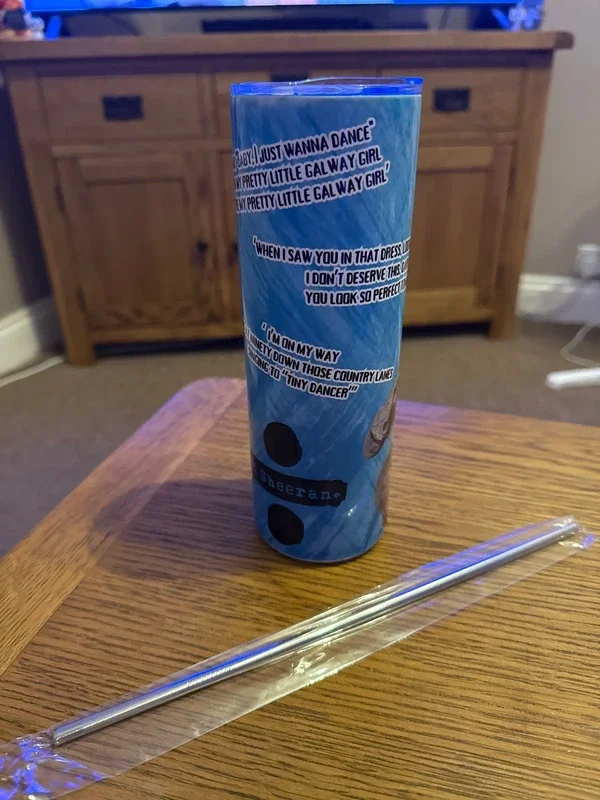 BABY, I JUST WANNA DANCE"
MY PRETTY LITTLE GALWAY GIRL
MY PRETTY LITTLE GALWAY GIRL'
'WHEN I SAW YOU IN THAT DRESS
I DON'T DESERVE THIS
YOU LOOK SO PERFECT
' I'M ON MY WAY
NINETY DOWN THOSE COUNTRY LANES
TO "TINY DANCER"'
Sheeran.